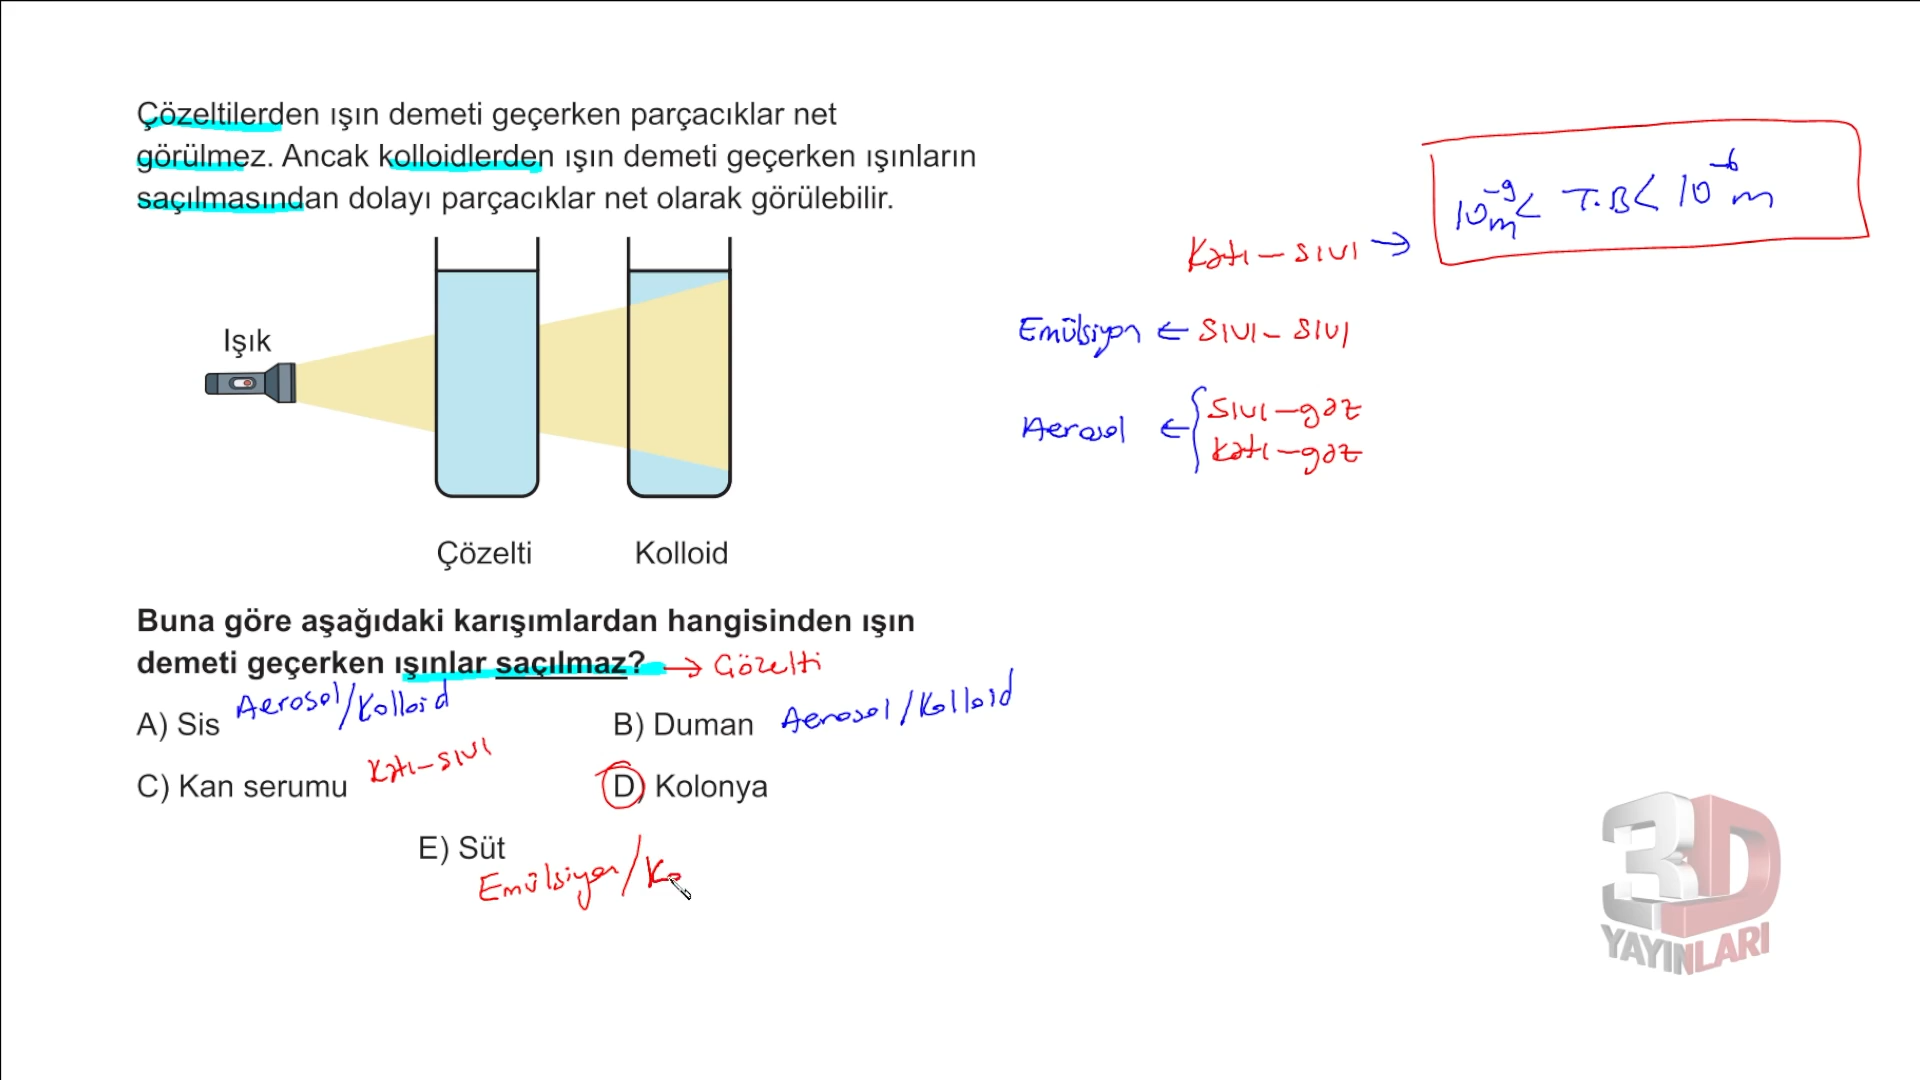 Çözeltilerden ışın demeti geçerken parçacıklar net
görülmez. Ancak kolloidlerden ışın demeti geçerken ışınların
saçılmasından dolayı parçacıklar net olarak görülebilir.
10⁻⁹m < T.B < 10⁻⁶ m
Katı – sıvı →
Emülsiyon ← sıvı – sıvı
Aerosol ← { sıvı – gaz
katı – gaz
Işık
Çözelti Kolloid
Buna göre aşağıdaki karışımlardan hangisinden ışın
demeti geçerken ışınlar saçılmaz? → Çözelti
A) Sis Aerosol/Kolloid B) Duman Aerosol/Kolloid
C) Kan serumu Katı – sıvı D) Kolonya
E) Süt
Emülsiyon/Ko
3D
YAYINLARI